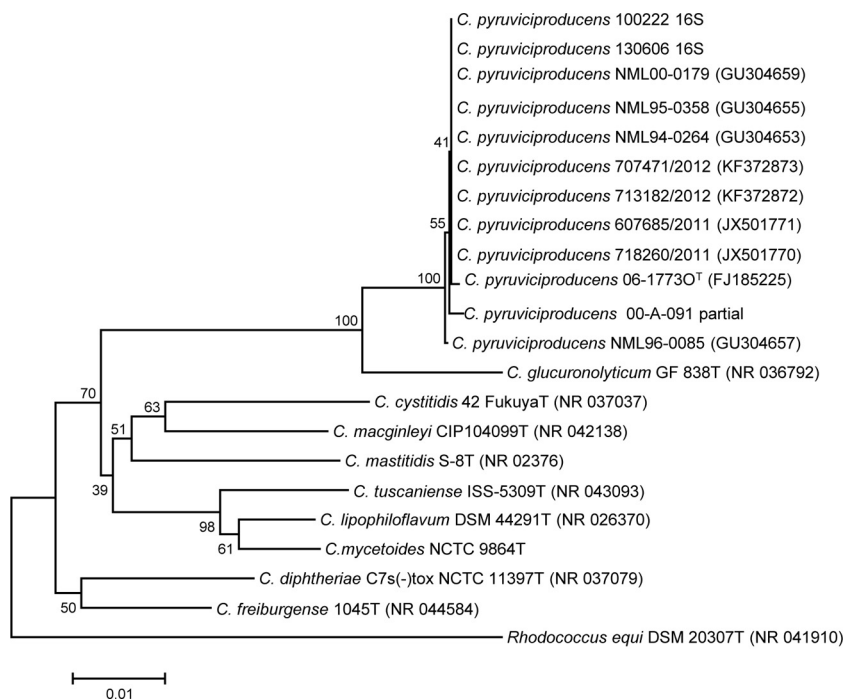 C. pyruviciproducens 100222 16S
C. pyruviciproducens 130606 16S
C. pyruviciproducens NML00-0179 (GU304659)
C. pyruviciproducens NML95-0358 (GU304655)
C. pyruviciproducens NML94-0264 (GU304653)
41
C. pyruviciproducens 707471/2012 (KF372873)
C. pyruviciproducens 713182/2012 (KF372872)
55
C. pyruviciproducens 607685/2011 (JX501771)
C. pyruviciproducens 718260/2011 (JX501770)
100
C. pyruviciproducens 06-1773Oᵀ (FJ185225)
C. pyruviciproducens 00-A-091 partial
100
C. pyruviciproducens NML96-0085 (GU304657)
C. glucuronolyticum GF 838T (NR 036792)
70
63
C. cystitidis 42 FukuyaT (NR 037037)
51
C. macginleyi CIP104099T (NR 042138)
C. mastitidis S-8T (NR 02376)
39
C. tuscaniense ISS-5309T (NR 043093)
98
C. lipophiloflavum DSM 44291T (NR 026370)
61
C.mycetoides NCTC 9864T
C. diphtheriae C7s(-)tox NCTC 11397T (NR 037079)
50
C. freiburgense 1045T (NR 044584)
Rhodococcus equi DSM 20307T (NR 041910)
0.01